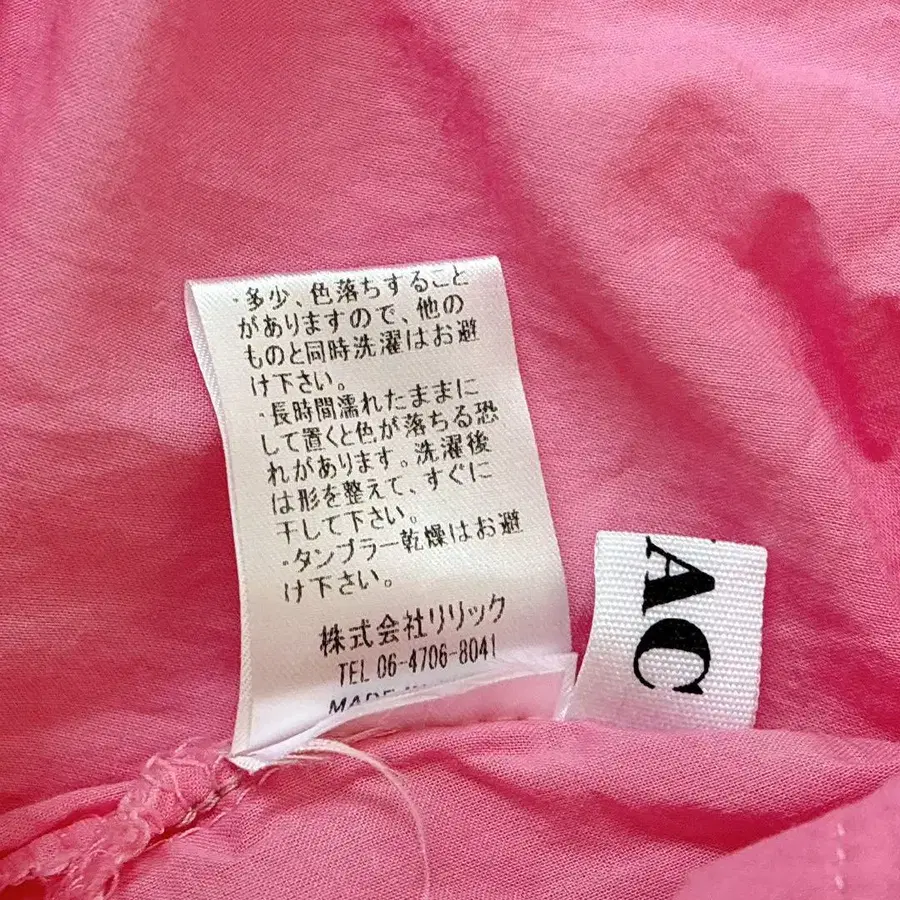 ・多少、色落ちすること
がありますので、他の
ものと同時洗濯はお避
け下さい。
・長時間濡れたままに
して置くと色が落ちる恐
れがあります。洗濯後
は形を整えて、すぐに
干して下さい。
・タンブラー乾燥はお避
け下さい。
株式会社リリック
TEL 06-4706-8041
MADE IN
AC